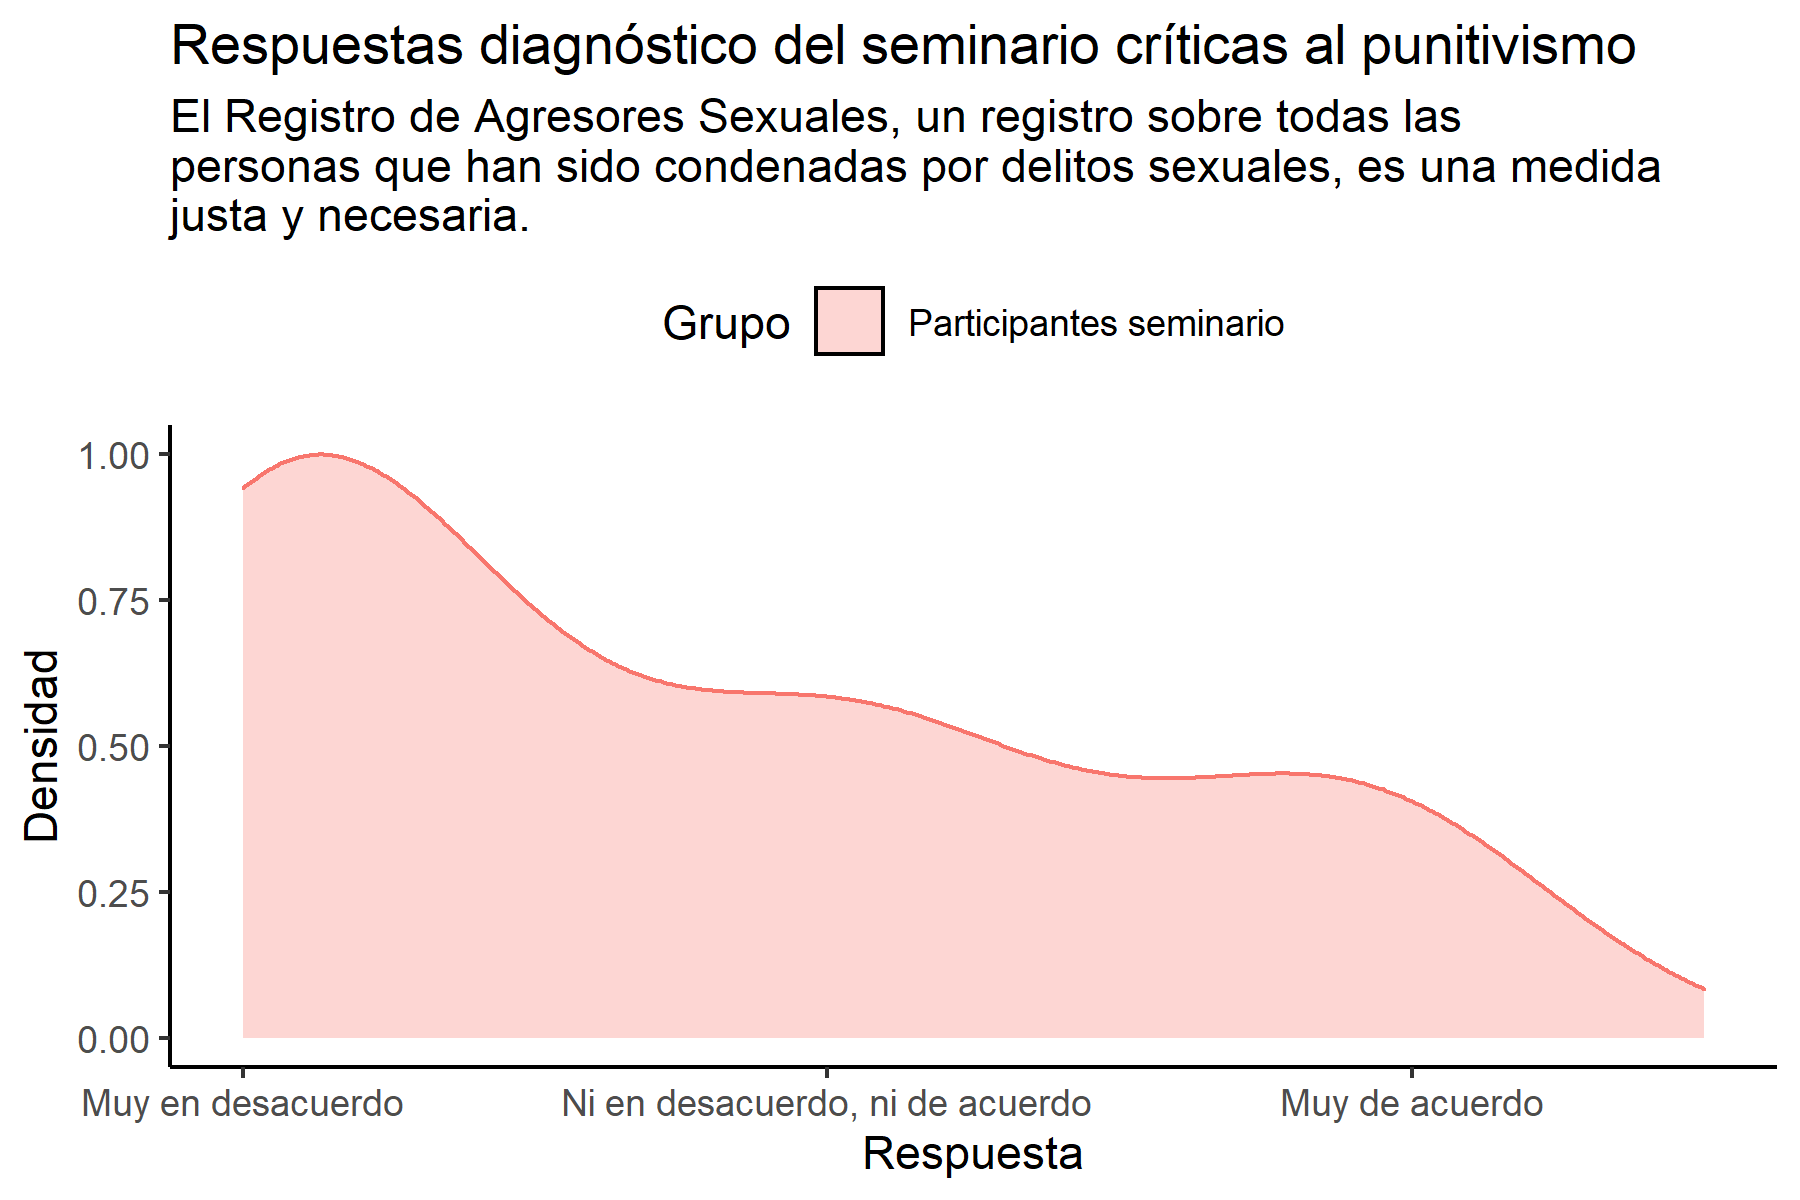 Respuestas diagnóstico del seminario críticas al punitivismo
El Registro de Agresores Sexuales, un registro sobre todas las
personas que han sido condenadas por delitos sexuales, es una medida
justa y necesaria.
Grupo Participantes seminario
1.00
0.75
0.50
0.25
0.00
Densidad
Muy en desacuerdo Ni en desacuerdo, ni de acuerdo Muy de acuerdo
Respuesta